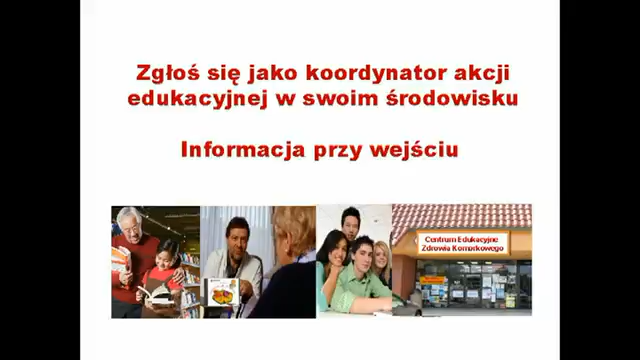 Zgłoś się jako koordynator akcji
edukacyjnej w swoim środowisku
Informacja przy wejściu
Centrum Edukacyjne
Zdrowia Komórkowego